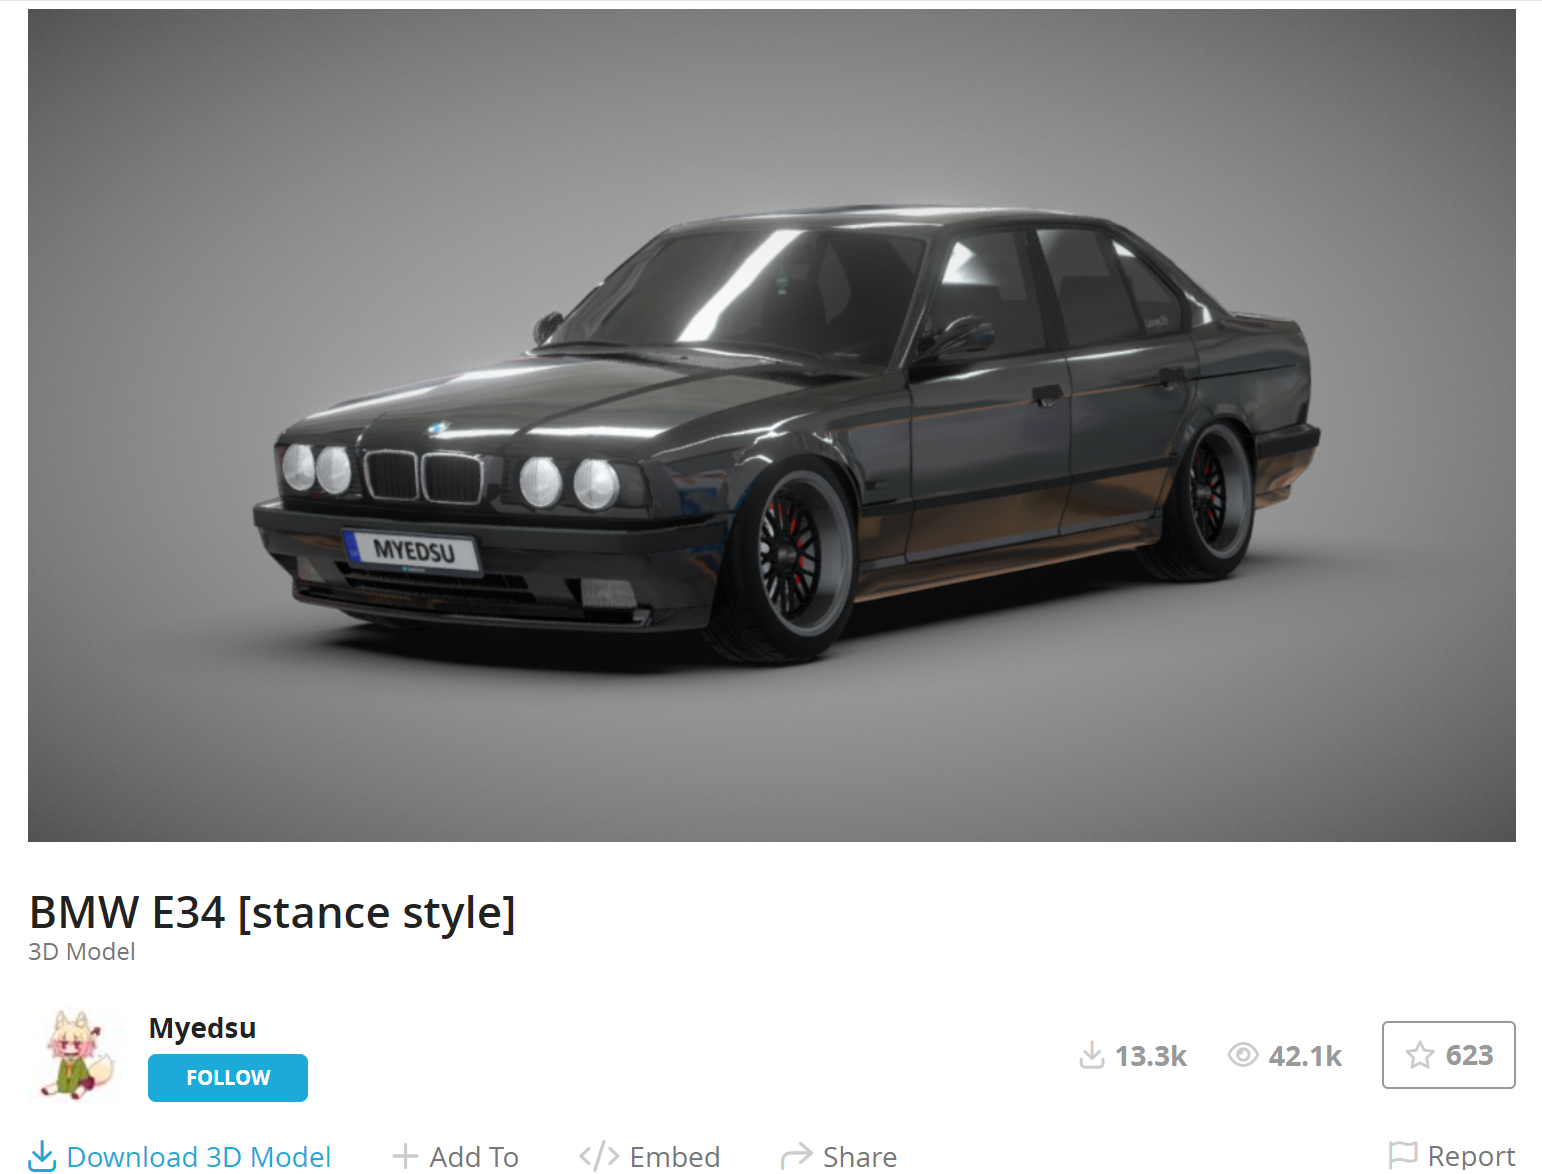 MYEDSU
BMW E34 [stance style]
3D Model
Myedsu
FOLLOW
13.3k 42.1k 623
Download 3D Model Add To Embed Share Report